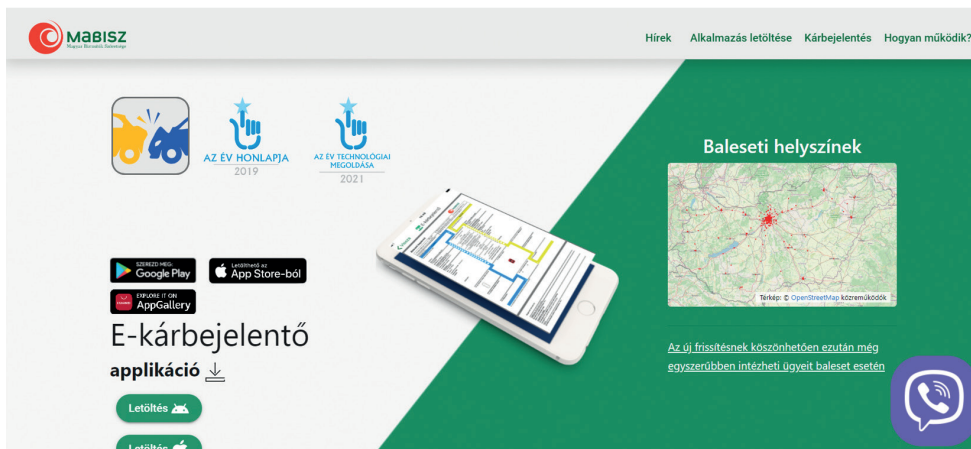 MABISZ
Magyar Biztosítók Szövetsége
Hírek Alkalmazás letöltése Kárbejelentés Hogyan működik?
AZ ÉV HONLAPJA
2019
AZ ÉV TECHNOLÓGIAI
MEGOLDÁSA
2021
Baleseti helyszínek
Térkép: © OpenStreetMap közreműködők
SZEREZD MEG:
Google Play
Letölthető az
App Store-ból
EXPLORE IT ON
AppGallery
E-kárbejelentő
applikáció
Az új frissítésnek köszönhetően ezután még
egyszerűbben intézheti ügyeit baleset esetén
Letöltés
Letöltés